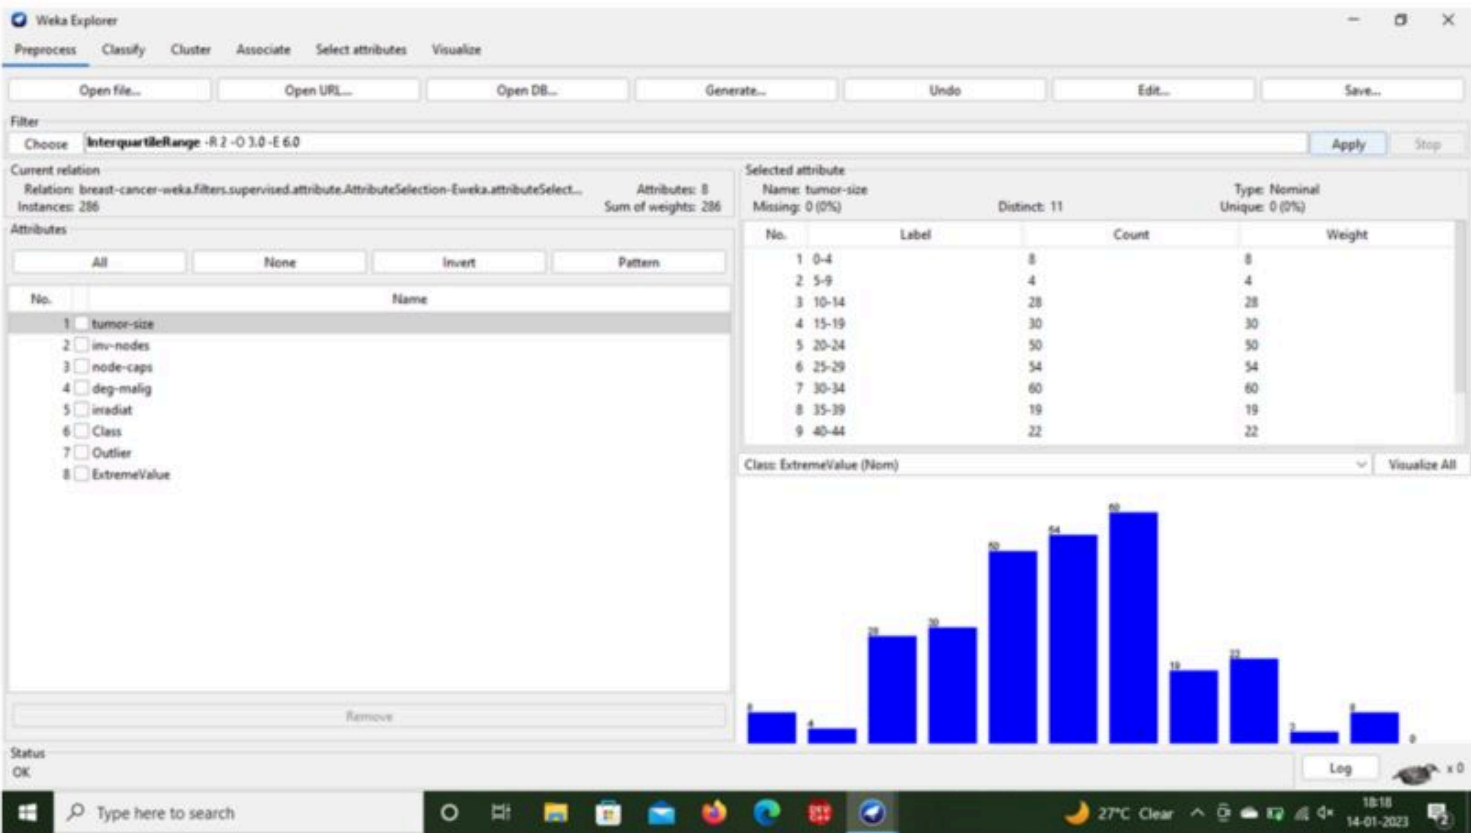 Weka Explorer
Preprocess Classify Cluster Associate Select attributes Visualize
Open file... Open URL... Open DB... Generate... Undo Edit... Save...
Filter
Choose InterquartileRange -R 2 -O 3.0 -E 6.0 Apply Stop
Current relation
Relation: breast-cancer-weka.filters.supervised.attribute.AttributeSelection-Eweka.attributeSelect... Attributes: 8
Instances: 286 Sum of weights: 286
Attributes
All None Invert Pattern
No. Name
1 tumor-size
2 inv-nodes
3 node-caps
4 deg-malig
5 irradiat
6 Class
7 Outlier
8 ExtremeValue
Remove
Selected attribute
Name: tumor-size Type: Nominal
Missing: 0 (0%) Distinct: 11 Unique: 0 (0%)
No. Label Count Weight
1 0-4 8 8
2 5-9 4 4
3 10-14 28 28
4 15-19 30 30
5 20-24 50 50
6 25-29 54 54
7 30-34 60 60
8 35-39 19 19
9 40-44 22 22
Class: ExtremeValue (Nom) Visualize All
8 4 28 30 50 54 60 19 22 3 8 0
Status
OK Log x 0
Type here to search 27°C Clear 18:18
14-01-2023